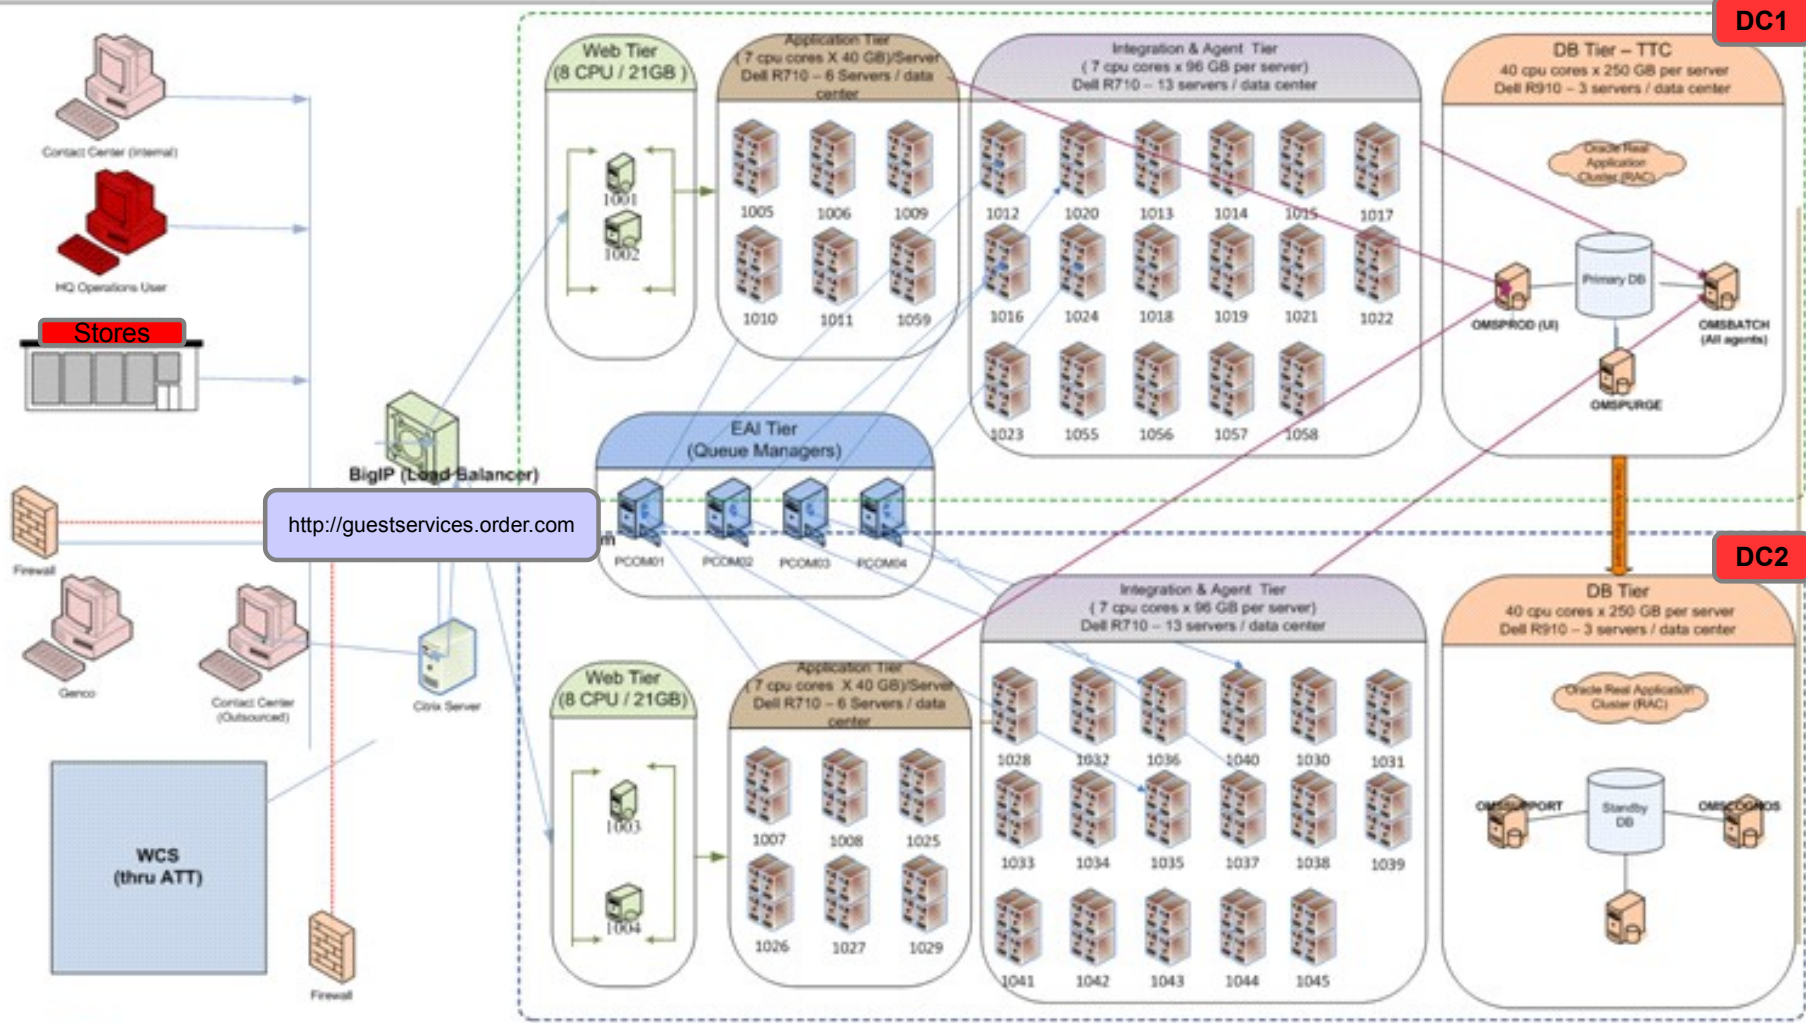 DC1
Contact Center (Internal)
HQ Operations User
Stores
BigIP (Load Balancer)
http://guestservices.order.com
m
Firewall
Genco
Contact Center
(Outsourced)
Citrix Server
WCS
(thru ATT)
Firewall
Web Tier
(8 CPU / 21GB )
1001
1002
Application Tier
( 7 cpu cores X 40 GB)/Server
Dell R710 – 6 Servers / data
center
1005
1006
1009
1010
1011
1059
Integration & Agent Tier
( 7 cpu cores x 96 GB per server)
Dell R710 – 13 servers / data center
1012
1020
1013
1014
1015
1017
1016
1024
1018
1019
1021
1022
1023
1055
1056
1057
1058
DB Tier – TTC
40 cpu cores x 250 GB per server
Dell R910 – 3 servers / data center
Oracle Real
Application
Cluster (RAC)
Primary DB
OMSPROD (UI)
OMSBATCH
(All agents)
OMSPURGE
EAI Tier
(Queue Managers)
PCOM01
PCOM02
PCOM03
PCOM04
DC2
Web Tier
(8 CPU / 21GB)
1003
1004
Application Tier
( 7 cpu cores X 40 GB)/Server
Dell R710 – 6 Servers / data
center
1007
1008
1025
1026
1027
1029
Integration & Agent Tier
( 7 cpu cores x 96 GB per server)
Dell R710 – 13 servers / data center
1028
1032
1036
1040
1030
1031
1033
1034
1035
1037
1038
1039
1041
1042
1043
1044
1045
DB Tier
40 cpu cores x 250 GB per server
Dell R910 – 3 servers / data center
Oracle Real Application
Cluster (RAC)
OMSSUPPORT
Standby
DB
OMSCOGNOS